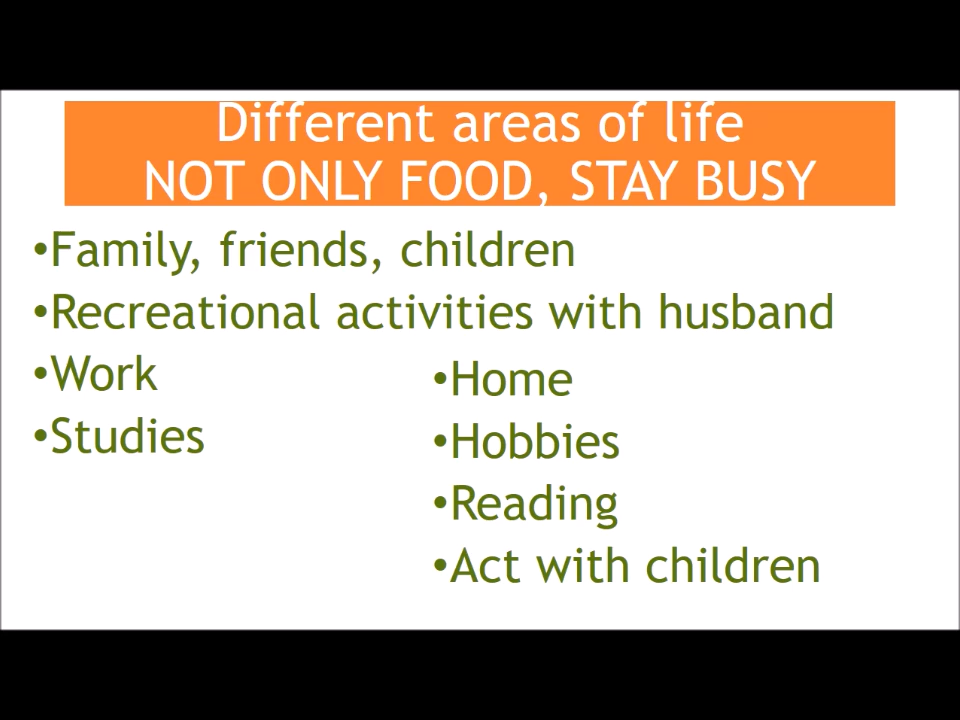 Different areas of life
NOT ONLY FOOD, STAY BUSY
•Family, friends, children
•Recreational activities with husband
•Work
•Studies
•Home
•Hobbies
•Reading
•Act with children